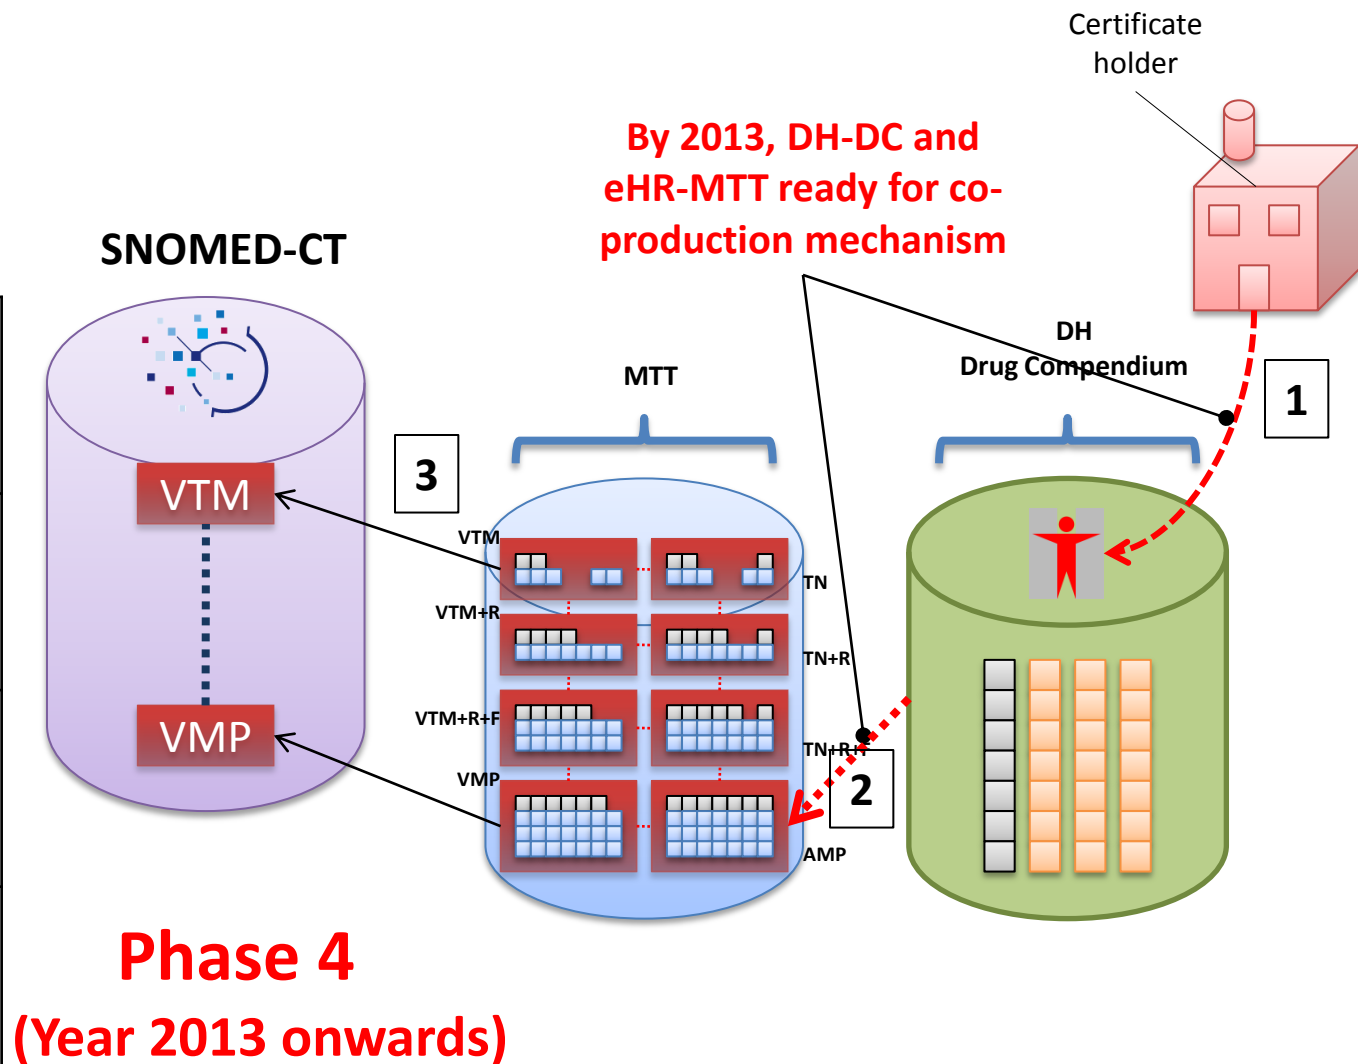 Certificate
holder
By 2013, DH-DC and
eHR-MTT ready for co-
production mechanism
SNOMED-CT
DH
Drug Compendium
MTT
1
3
VTM
VTM
TN
VTM+R
TN+R
VTM+R+F
VMP
TN+R+F
VMP
2
AMP
Phase 4
(Year 2013 onwards)